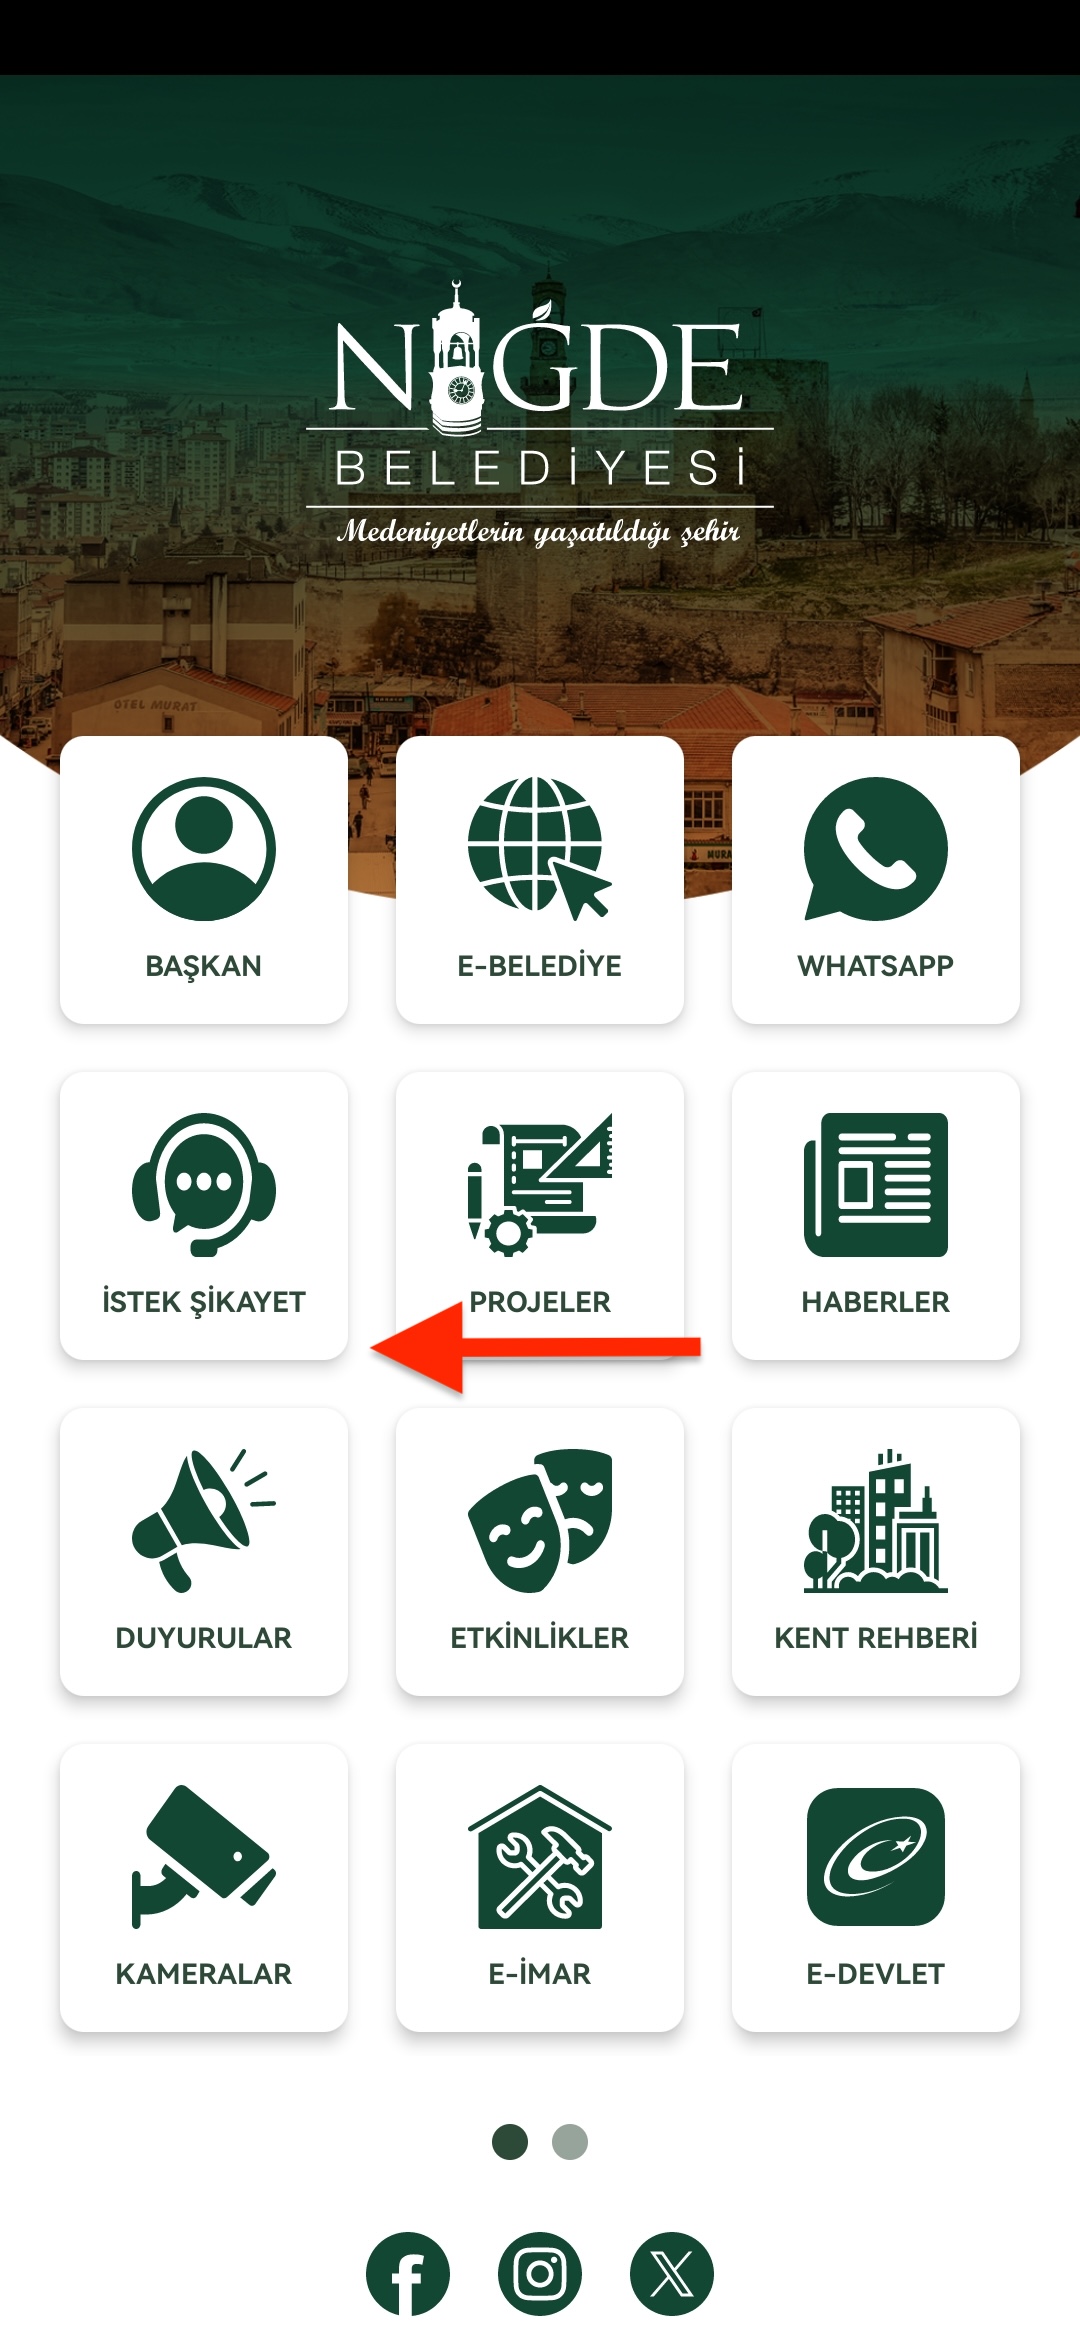 NİĞDE
BELEDİYESİ
Medeniyetlerin yaşatıldığı şehir
OTEL MURAT
MURA
BAŞKAN
E-BELEDİYE
WHATSAPP
İSTEK ŞİKAYET
PROJELER
HABERLER
DUYURULAR
ETKİNLİKLER
KENT REHBERİ
KAMERALAR
E-İMAR
E-DEVLET